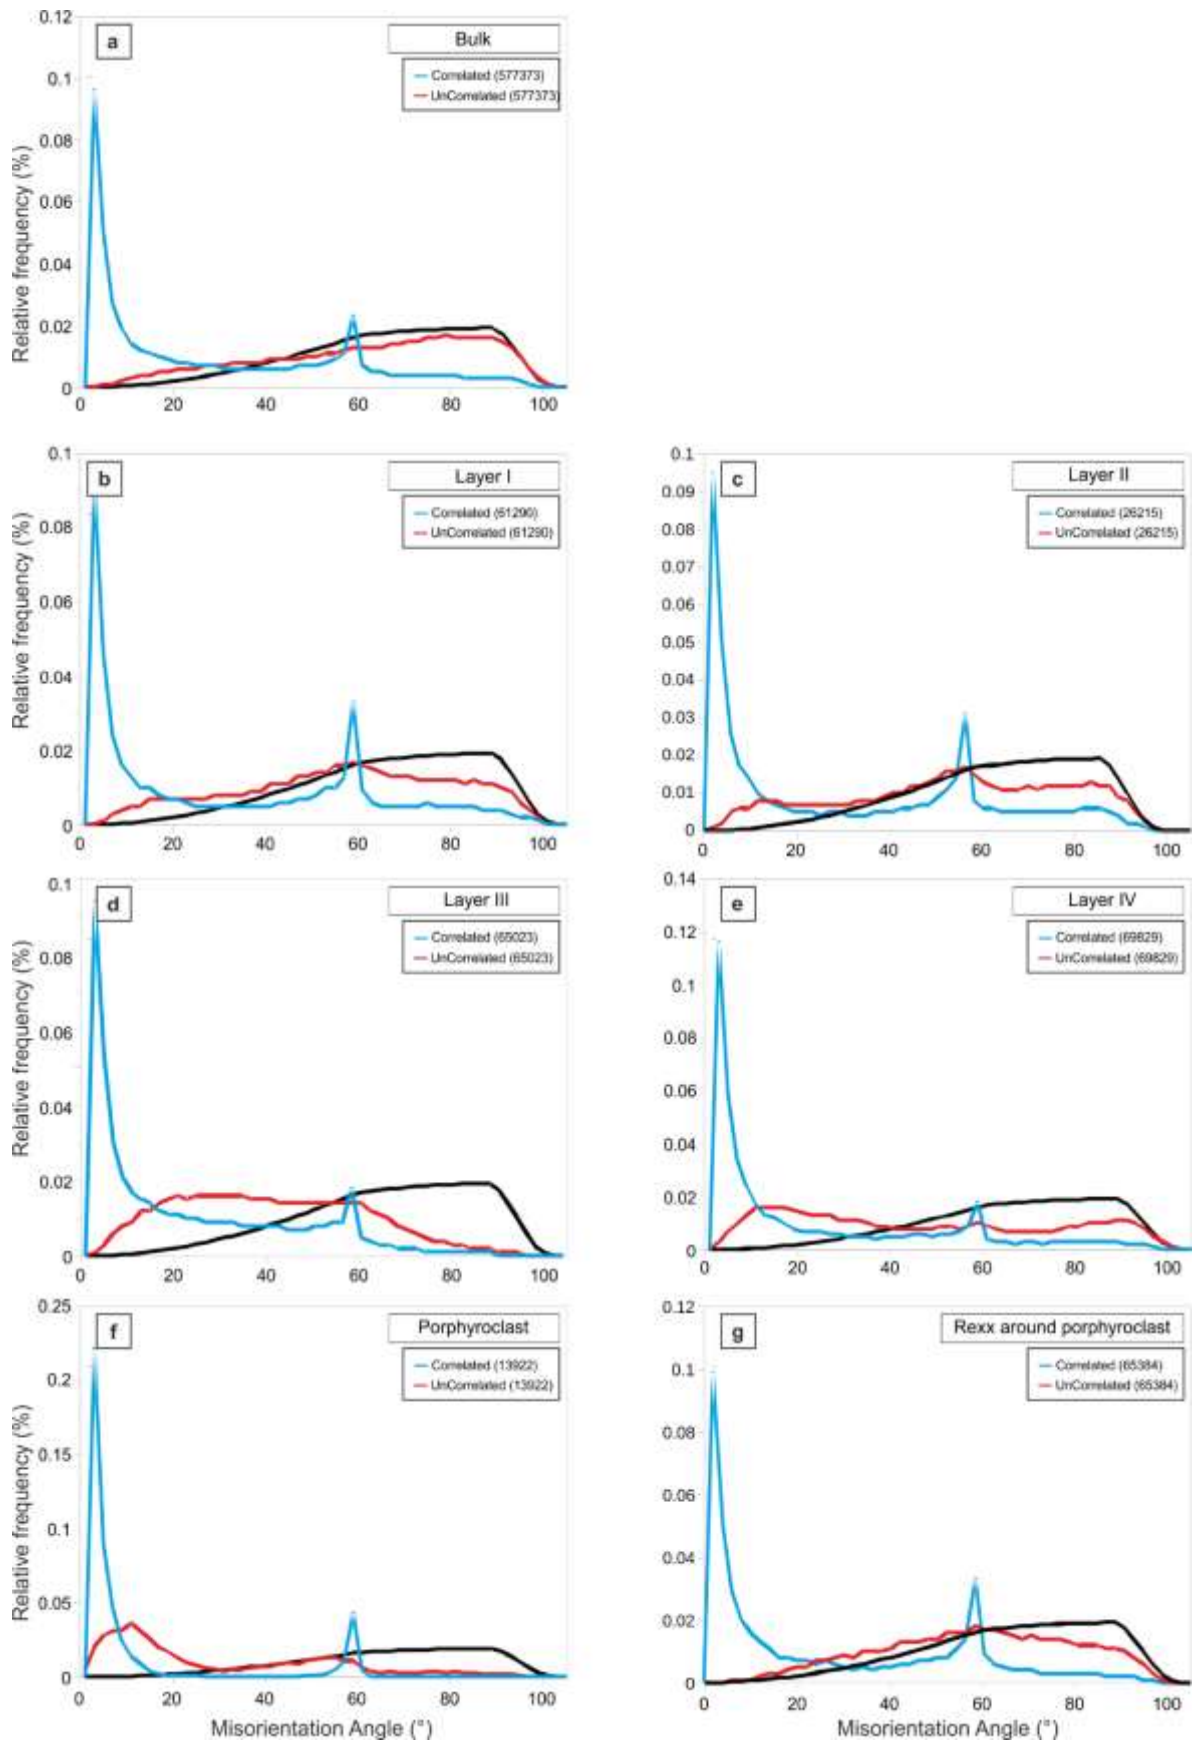 a
Bulk
Correlated (577373)
UnCorrelated (577373)
Relative frequency (%)
0.12
0.1
0.08
0.06
0.04
0.02
0
0 20 40 60 80 100
b
Layer I
Correlated (61290)
UnCorrelated (61290)
Relative frequency (%)
0.1
0.08
0.06
0.04
0.02
0
0 20 40 60 80 100
c
Layer II
Correlated (26215)
UnCorrelated (26215)
0.1
0.09
0.08
0.07
0.06
0.05
0.04
0.03
0.02
0.01
0
0 20 40 60 80 100
d
Layer III
Correlated (65023)
UnCorrelated (65023)
Relative frequency (%)
0.1
0.08
0.06
0.04
0.02
0
0 20 40 60 80 100
e
Layer IV
Correlated (69829)
UnCorrelated (69829)
0.14
0.12
0.1
0.08
0.06
0.04
0.02
0
0 20 40 60 80 100
f
Porphyroclast
Correlated (13922)
UnCorrelated (13922)
Relative frequency (%)
0.25
0.2
0.15
0.1
0.05
0
0 20 40 60 80 100
Misorientation Angle (°)
g
Rexx around porphyroclast
Correlated (65384)
UnCorrelated (65384)
0.12
0.1
0.08
0.06
0.04
0.02
0
0 20 40 60 80 100
Misorientation Angle (°)